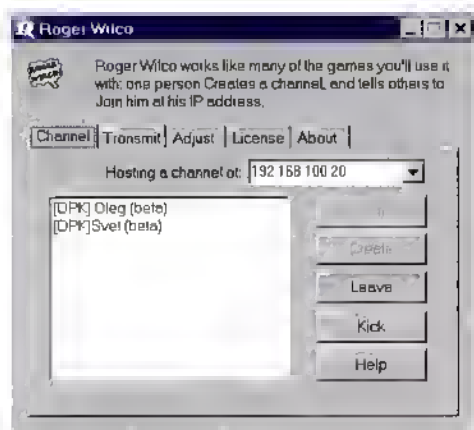 Roger Wilco
Roger Wilco works like many of the games you'll use it
with: one person Creates a channel, and tells others to
Join him at his IP address.
Channel Transmit Adjust License About
Hosting a channel at: 192 168 100 20
[DPK] Oleg (beta)
[DPK]Svet (beta)
Create
Leave
Kick
Help